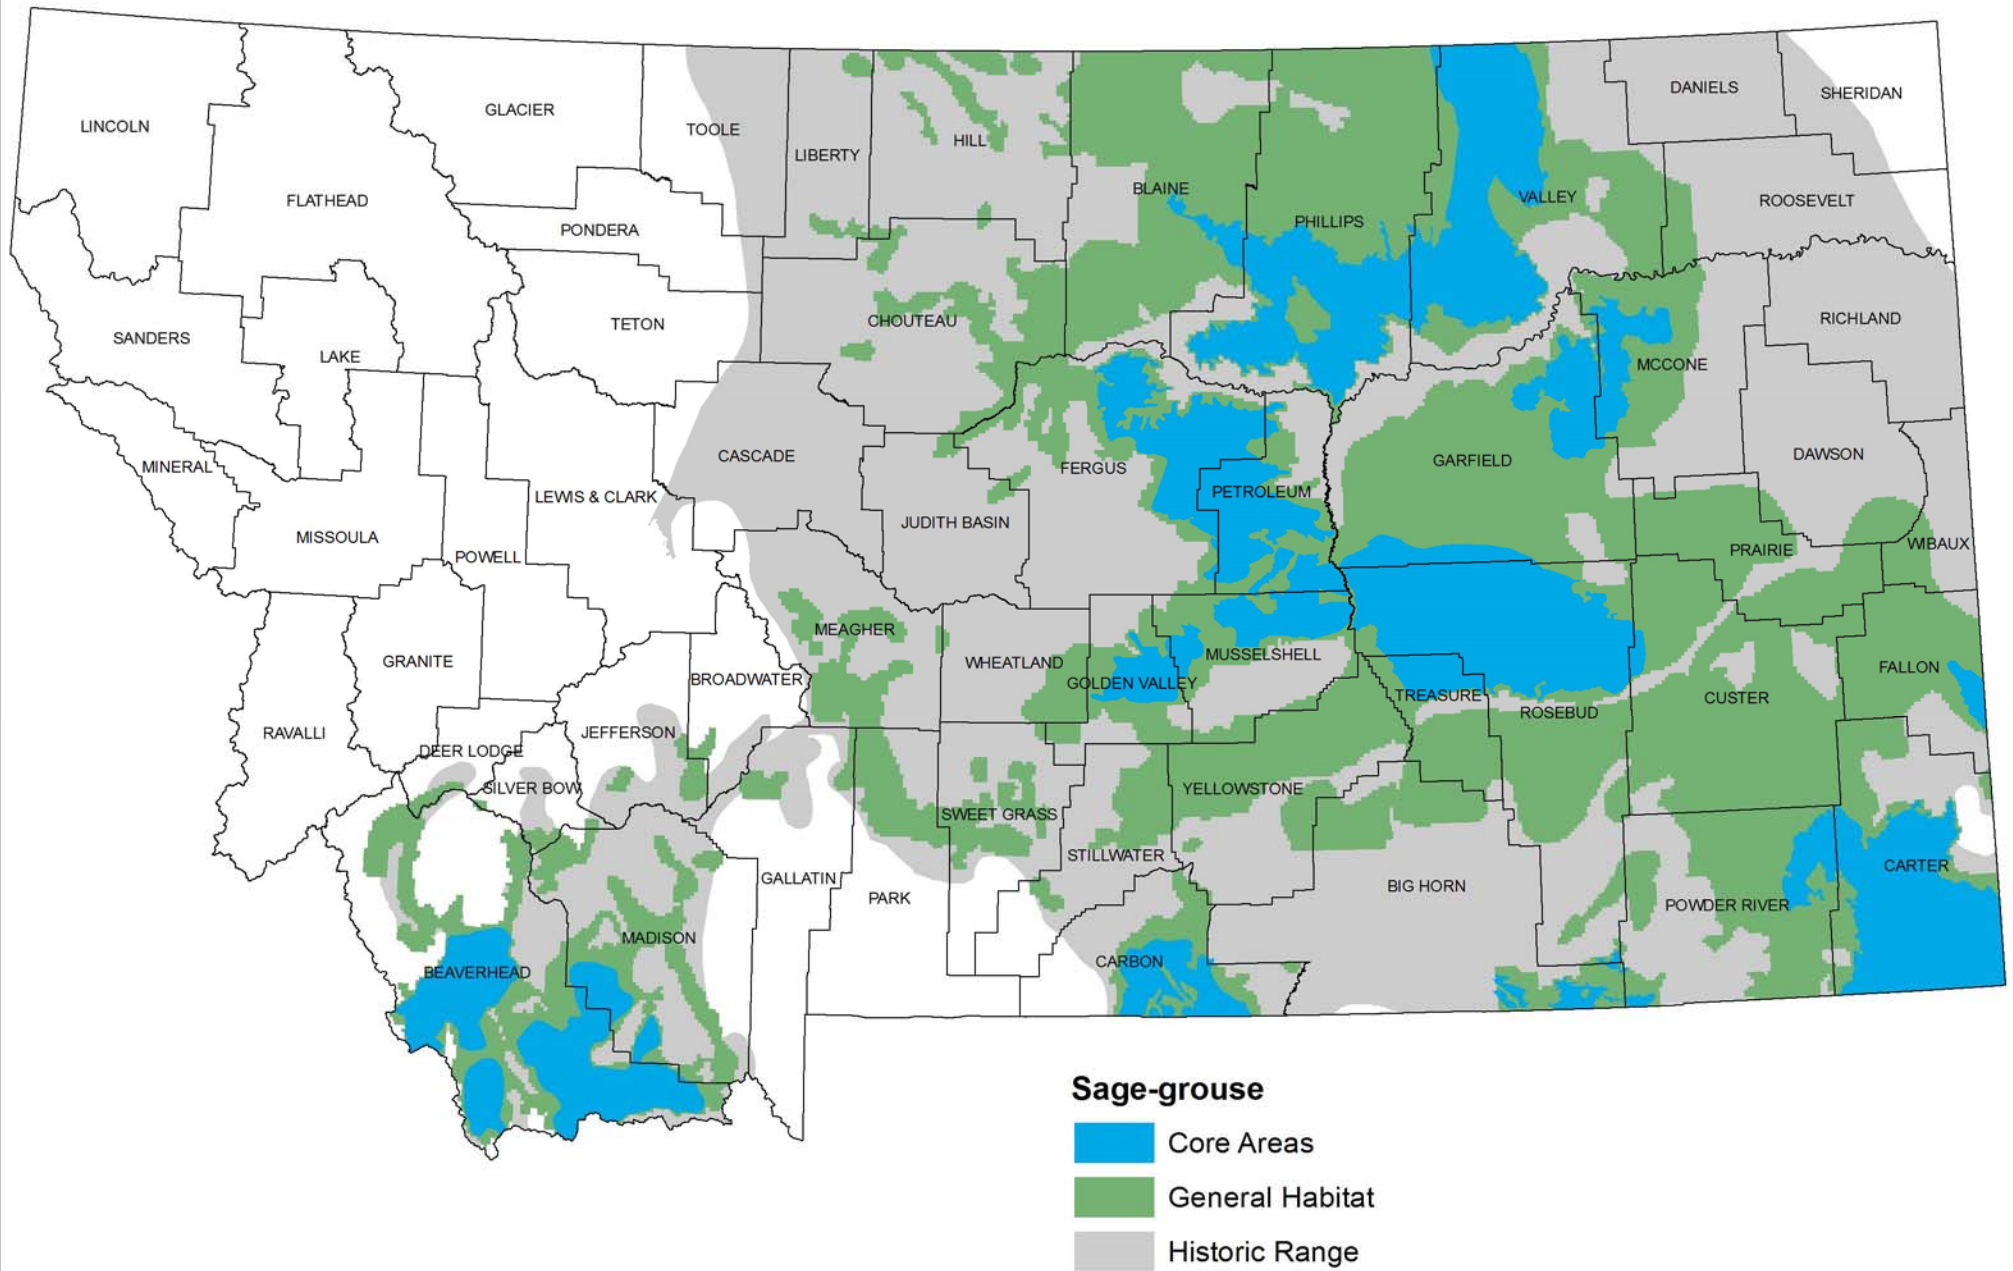 LINCOLN
GLACIER
TOOLE
LIBERTY
HILL
DANIELS
SHERIDAN
FLATHEAD
PONDERA
BLAINE
PHILLIPS
VALLEY
ROOSEVELT
SANDERS
LAKE
TETON
CHOUTEAU
MCCONE
RICHLAND
MINERAL
MISSOULA
POWELL
LEWIS & CLARK
CASCADE
JUDITH BASIN
FERGUS
PETROLEUM
GARFIELD
DAWSON
PRAIRIE
WIBAUX
GRANITE
BROADWATER
MEAGHER
WHEATLAND
GOLDEN VALLEY
MUSSELSHELL
TREASURE
ROSEBUD
CUSTER
FALLON
RAVALLI
DEER LODGE
SILVER BOW
JEFFERSON
SWEET GRASS
YELLOWSTONE
STILLWATER
GALLATIN
PARK
BIG HORN
POWDER RIVER
CARTER
BEAVERHEAD
MADISON
CARBON
Sage-grouse
Core Areas
General Habitat
Historic Range